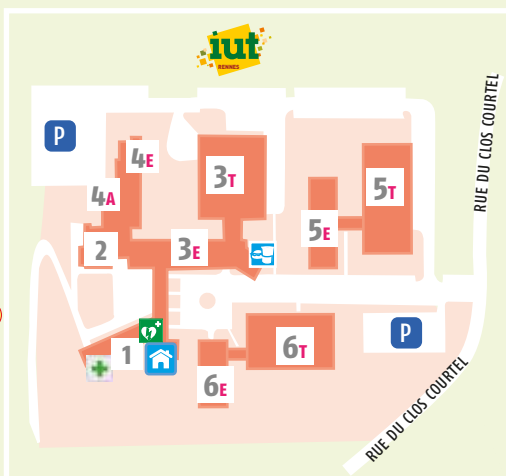 iut
RENNES
P
4E
3T
5T
4A
5E
2
3E
RUE DU CLOS COURTEL
1
6T
P
6E
RUE DU CLOS COURTEL